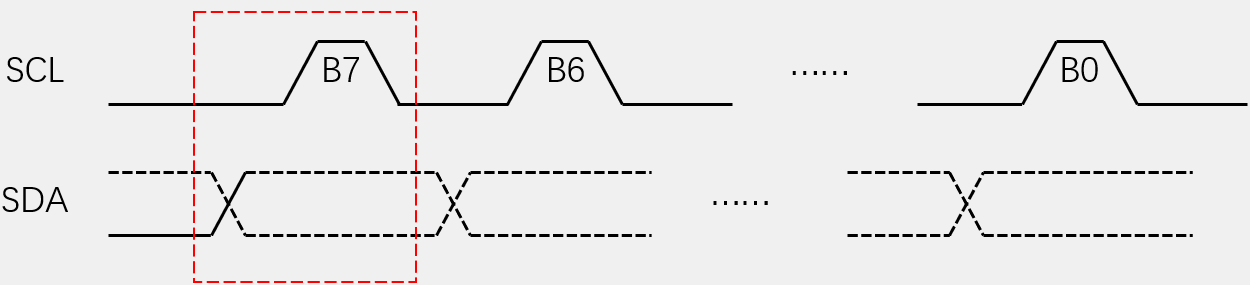 SCL B7 B6 …… B0
SDA ……